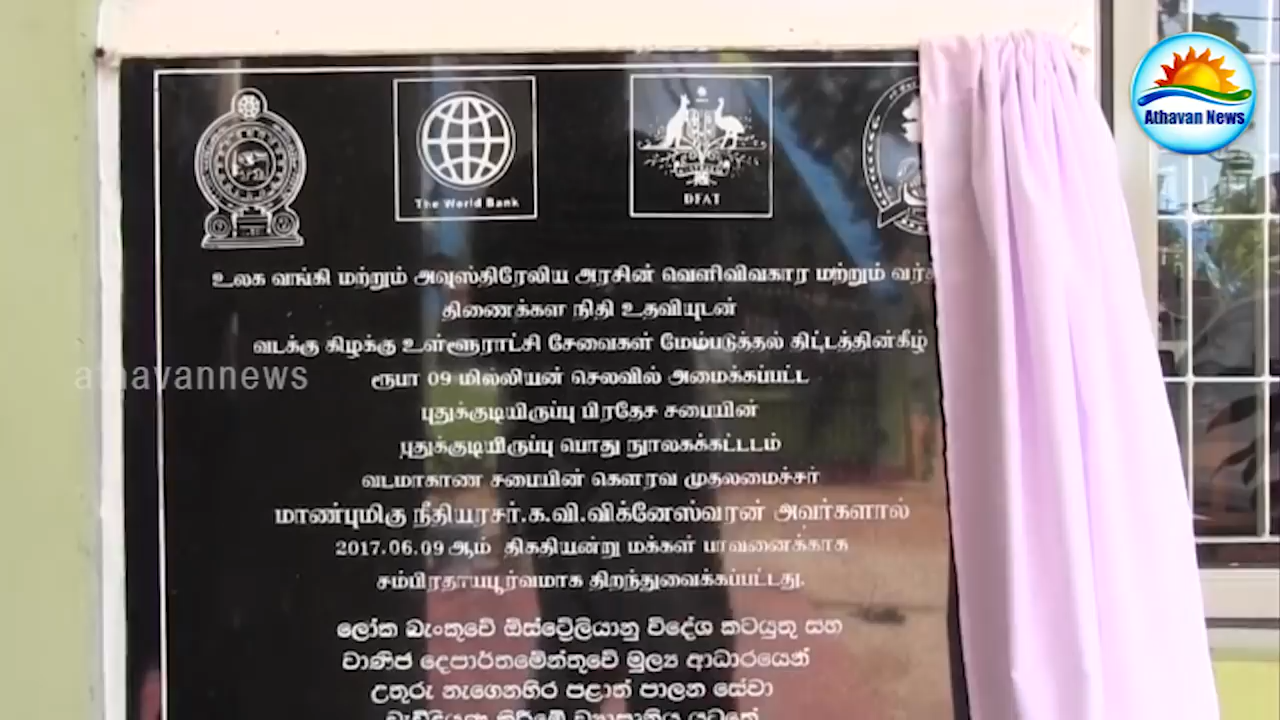 Athavan News
The World Bank
DFAT
உலக வங்கி மற்றும் அவுஸ்திரேலிய அரசின் வெளிவிவகார மற்றும்
திணைக்கள நிதி உதவியுடன்
வடக்கு கிழக்கு உள்ளூராட்சி சேவைகள் மேம்படுத்தல் திட்டத்தின்கீழ்
athavannews
ரூபா 09 மில்லியன் செலவில் அமைக்கப்பட்ட
புதுக்குடியிருப்பு பிரதேச சபையின்
புதுக்குடியிருப்பு பொது நூலகக்கட்டடம்
வடமாகாண சபையின் கௌரவ முதலமைச்சர்
மாண்புமிகு நீதியரசர்.க.வி.விக்னேஸ்வரன் அவர்களால்
2017.06.09 ஆம் திகதியன்று மக்கள் பாவனைக்காக
சம்பிரதாயபூர்வமாக திறந்துவைக்கப்பட்டது.
ලෝක බැංකුවේ ඕස්ට්‍රේලියානු විදේශ කටයුතු සහ
වාණිජ දෙපාර්තමේන්තුවේ මූල්‍ය ආධාරයෙන්
උතුරු නැගෙනහිර පළාත් පාලන සේවා